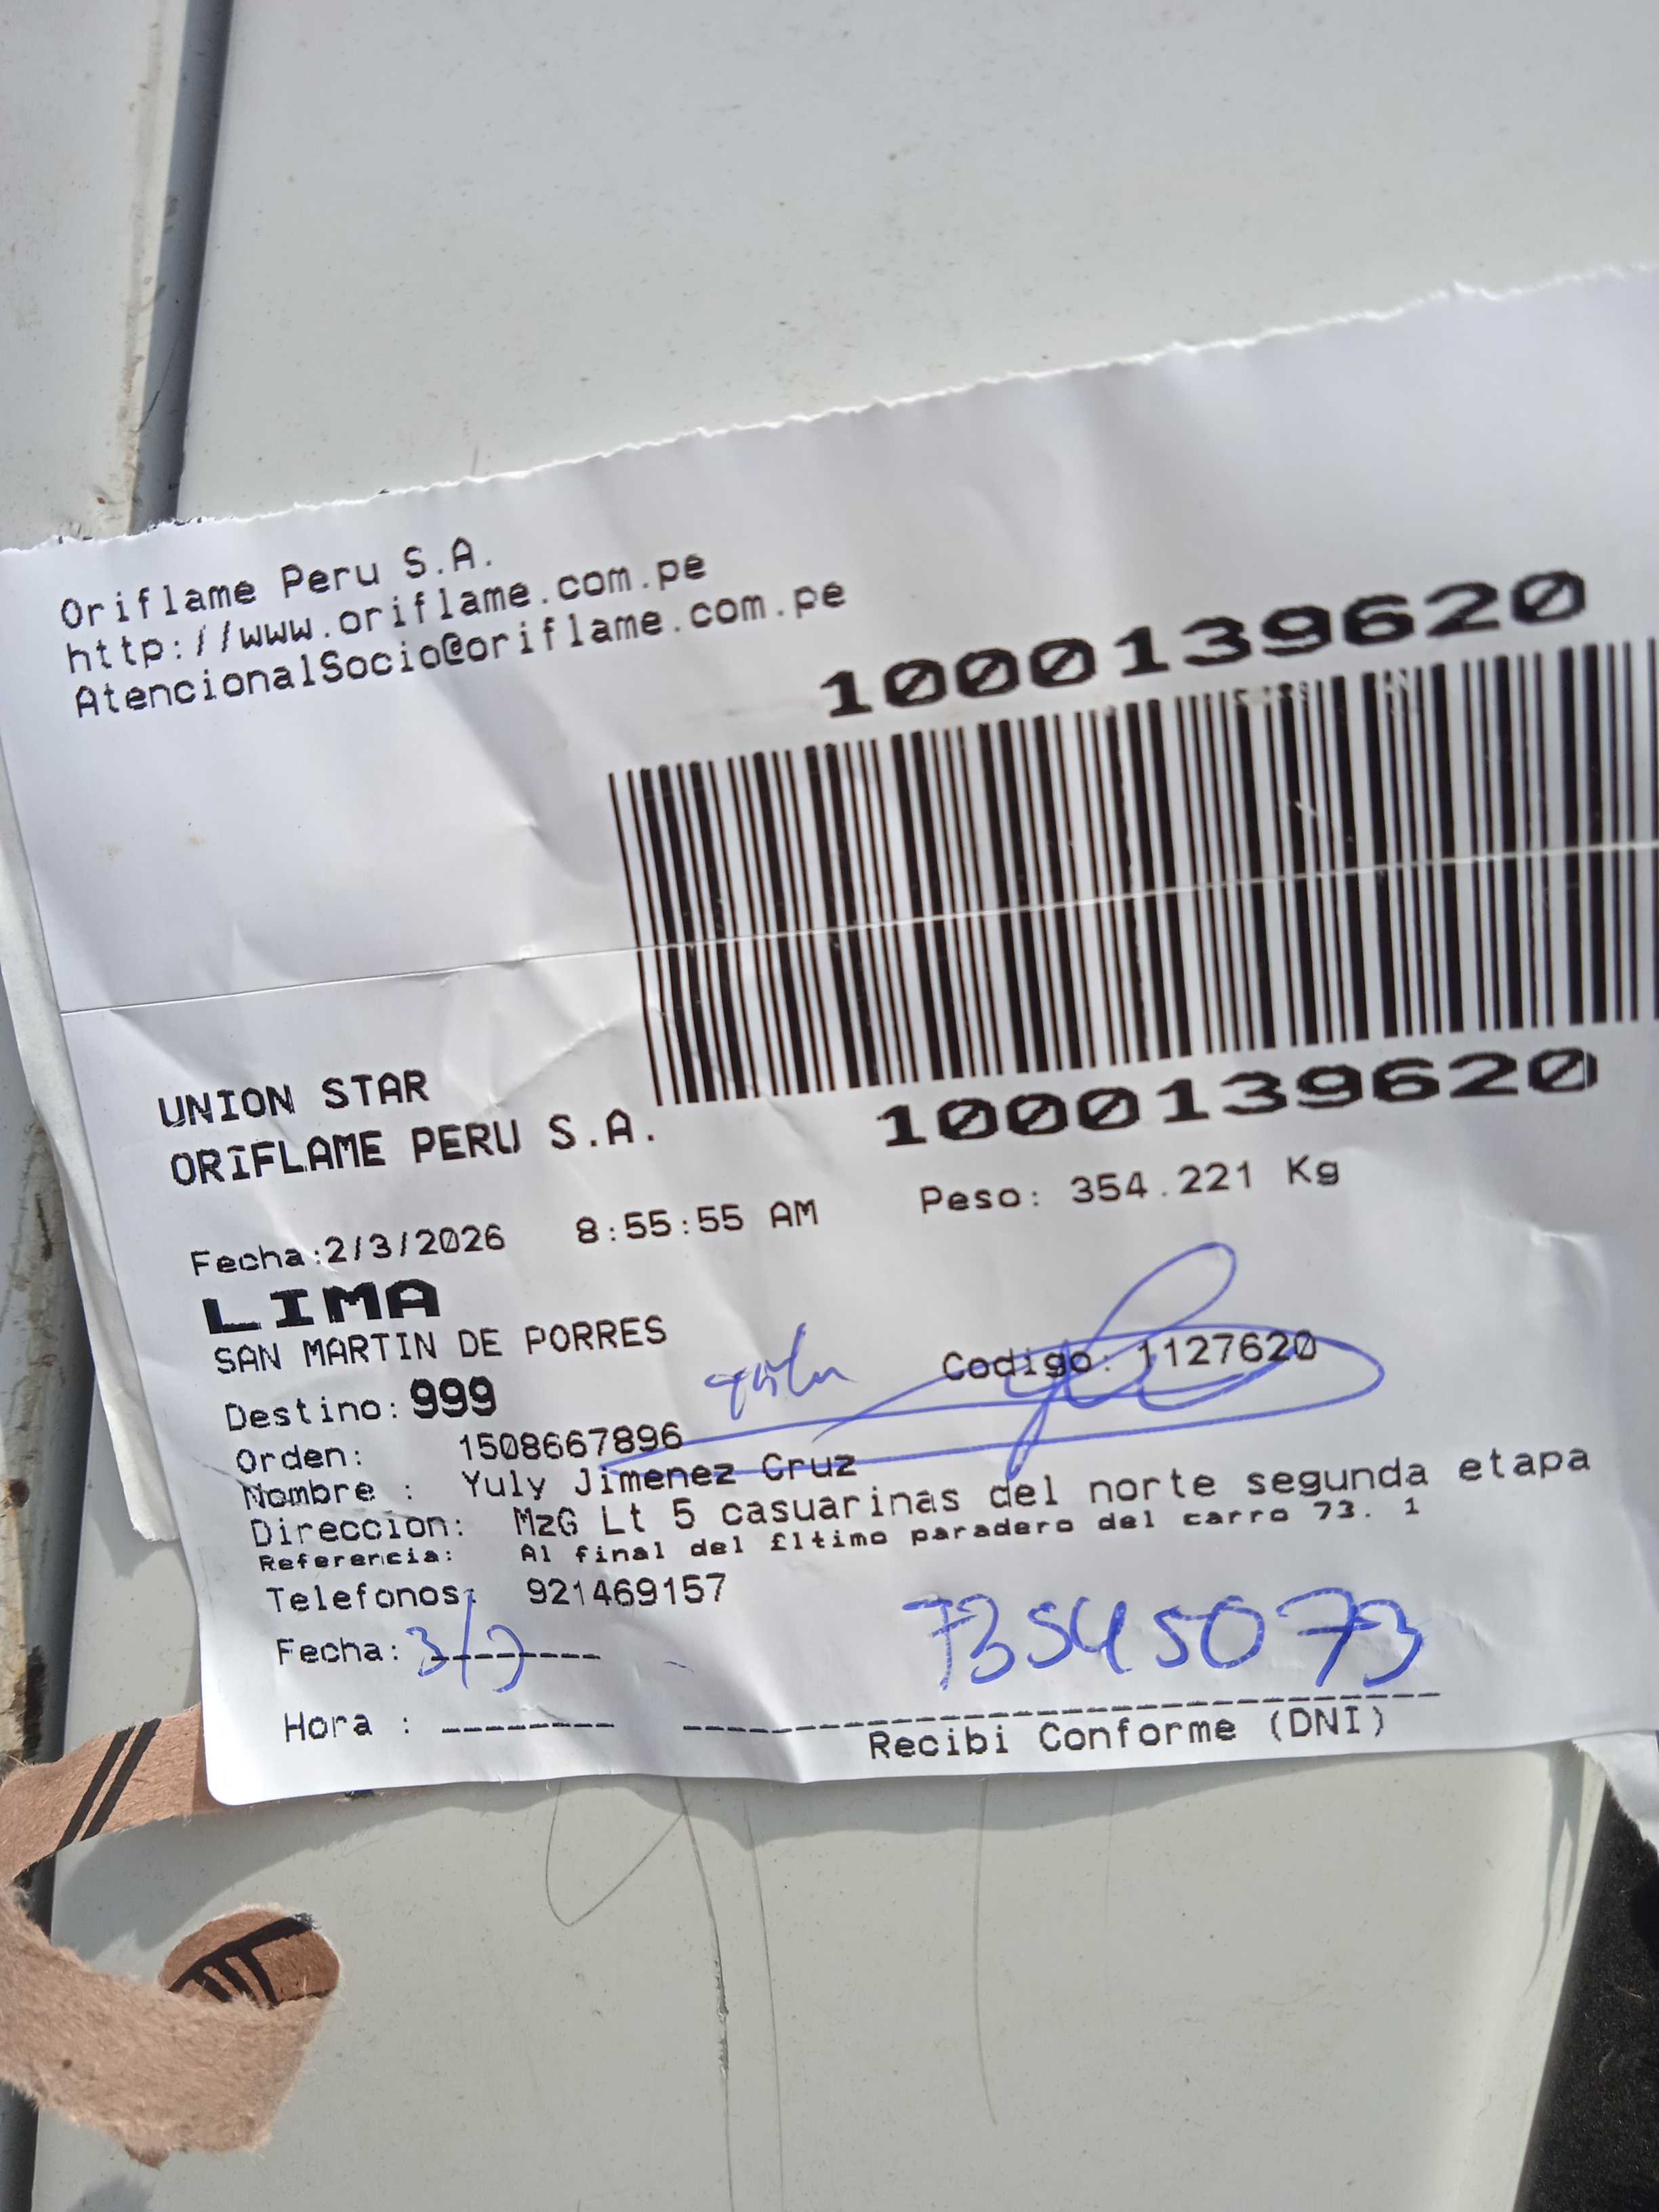 Oriflame Peru S.A.
http://www.oriflame.com.pe
AtencionalSocio@oriflame.com.pe
1000139620
UNION STAR
ORIFLAME PERU S.A.
1000139620
Fecha:2/3/2026 8:55:55 AM Peso: 354.221 Kg
LIMA
SAN MARTIN DE PORRES
Codigo: 1127620
Destino: 999
Orden: 1508667896
Nombre : Yuly Jimenez Cruz
Direccion: MzG Lt 5 casuarinas del norte segunda etapa
Referencia: Al final del £ltimo paradero del carro 73. 1
Telefonos: 921469157
Fecha: 3/3
73545073
Hora :
Recibi Conforme (DNI)